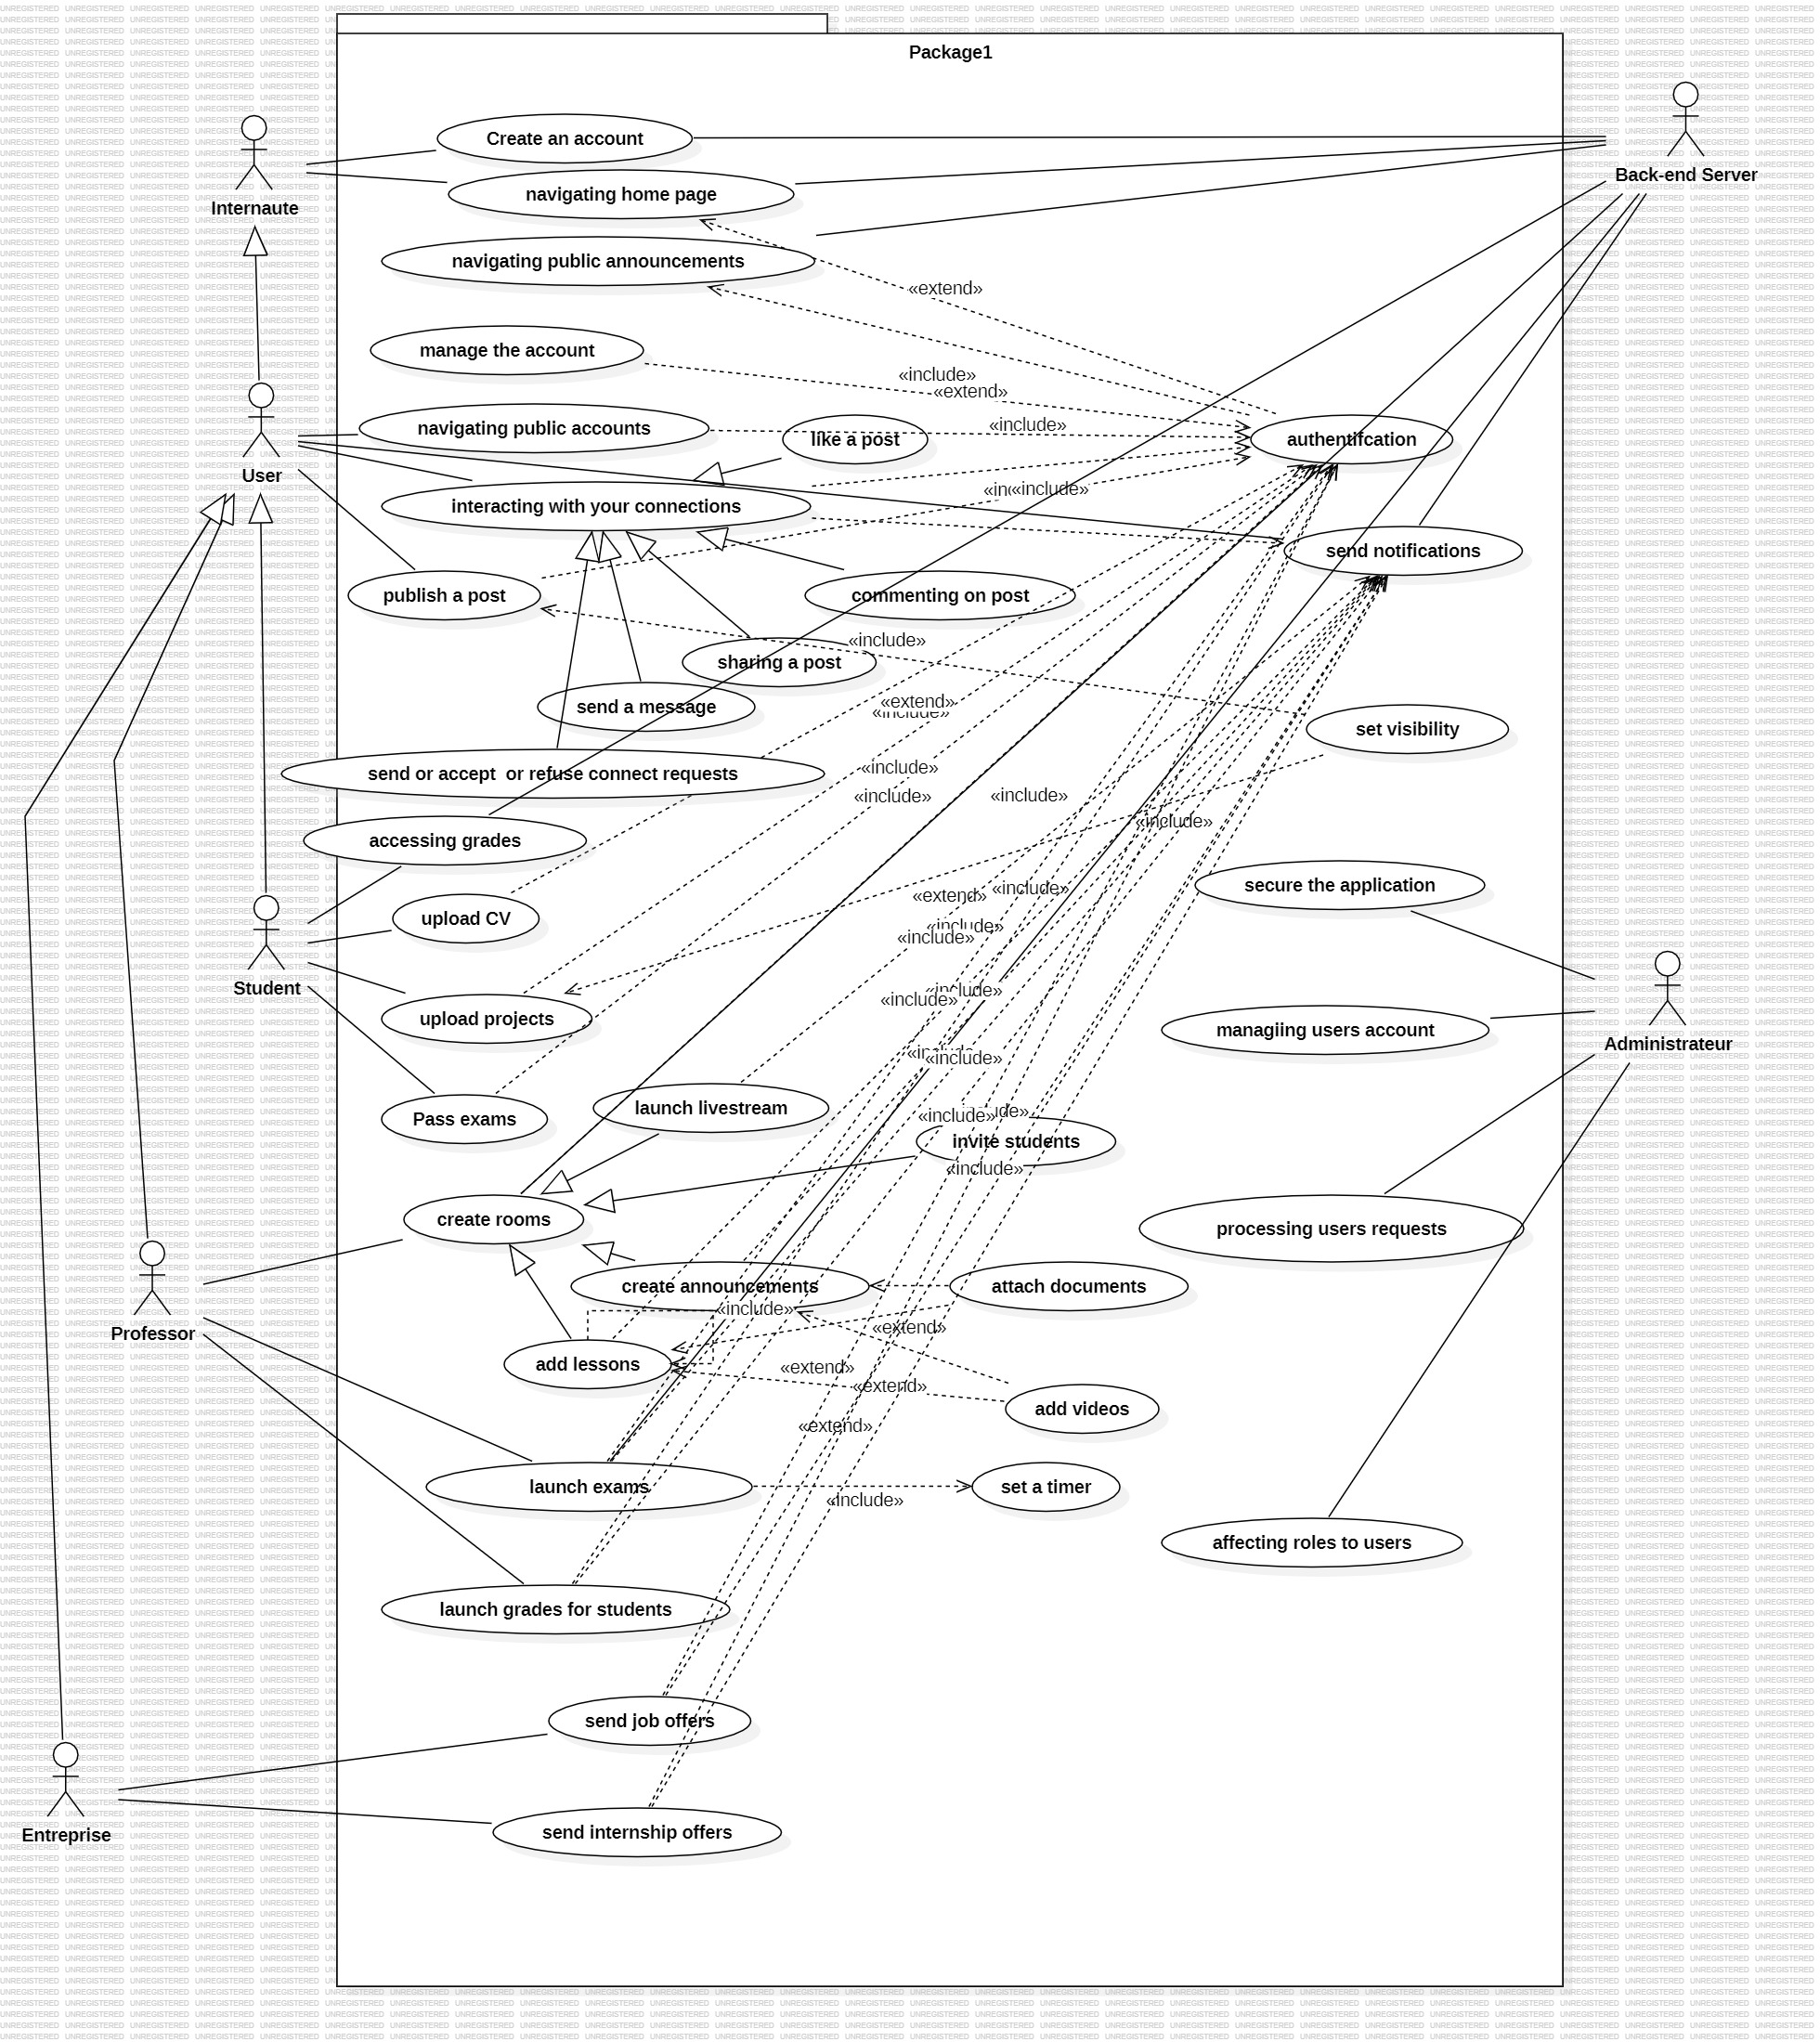 Package1
Create an account
navigating home page
Back-end Server
Internaute
navigating public announcements
«extend»
manage the account
«include»
«extend»
navigating public accounts
like a post
«include»
authentifcation
User
interacting with your connections
«include»
send notifications
publish a post
commenting on post
«include»
sharing a post
«extend»
send a message
«include»
set visibility
send or accept  or refuse connect requests
«include»
«include»
«include»
«include»
accessing grades
secure the application
«include»
«extend»
upload CV
«include»
«include»
Student
«include»
«include»
upload projects
managiing users account
Administrateur
«include»
launch livestream
Pass exams
«include»
invite students
«include»
create rooms
processing users requests
create announcements
attach documents
«include»
«extend»
Professor
add lessons
«extend»
«extend»
add videos
«extend»
launch exams
set a timer
«include»
affecting roles to users
launch grades for students
send job offers
send internship offers
Entreprise
UNREGISTERED